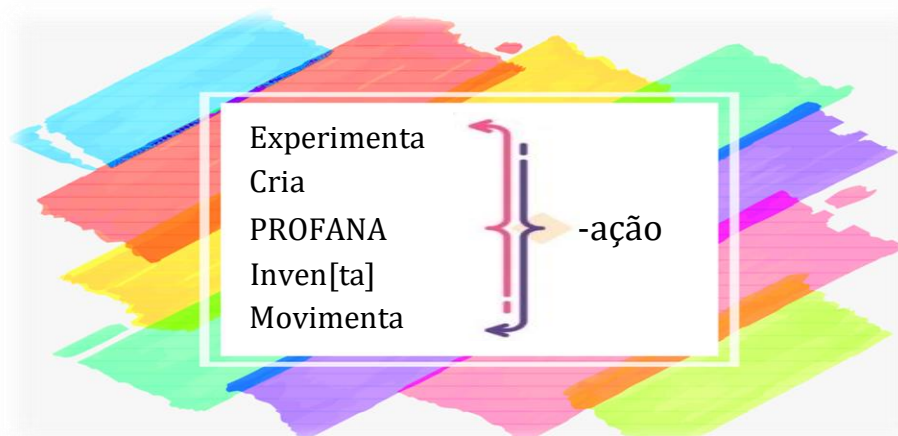 Experimenta
Cria
PROFANA
Inven[ta]
Movimenta
-ação